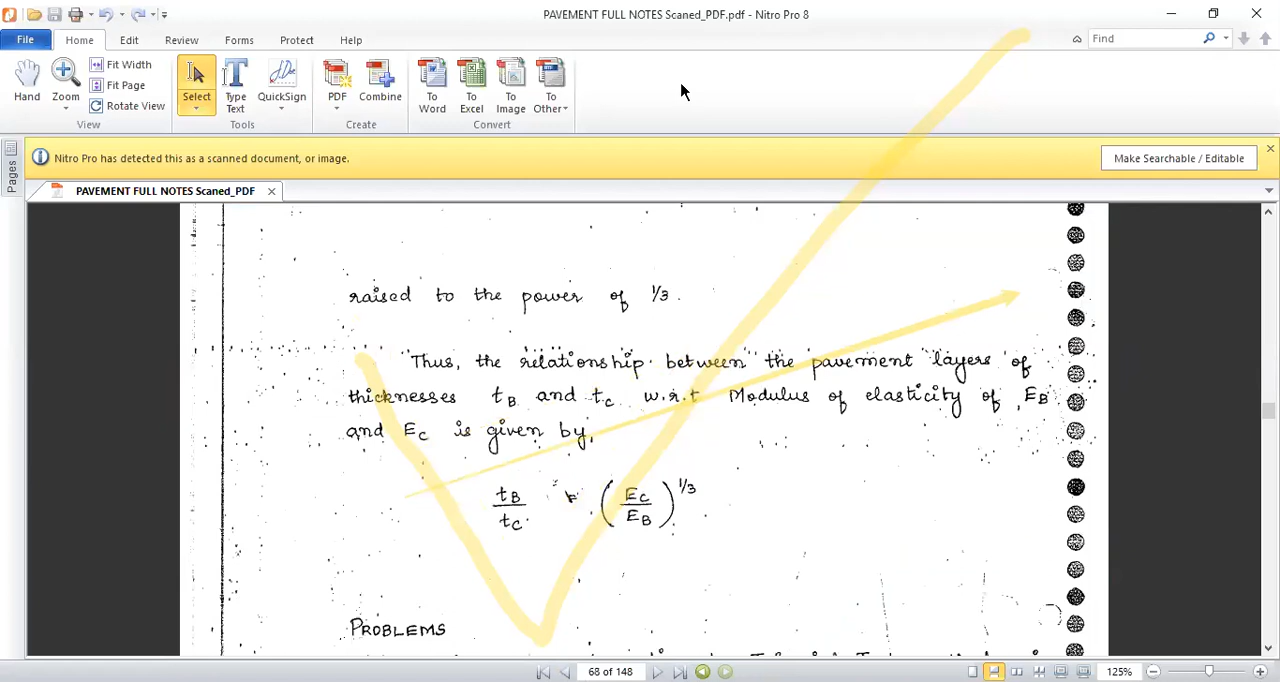 PAVEMENT FULL NOTES Scaned_PDF.pdf - Nitro Pro 8
File Home Edit Review Forms Protect Help
Find
Hand
Zoom
Fit Width
Fit Page
Rotate View
Select
Type Text
QuickSign
PDF
Combine
To Word
To Excel
To Image
To Other
View Tools Create Convert
Nitro Pro has detected this as a scanned document, or image.
Make Searchable / Editable
Pages
PAVEMENT FULL NOTES Scaned_PDF
raised to the power of 1/3.
Thus, the relationship between the pavement layers of
thicknesses tB and tC w.r.t Modulus of elasticity of EB
and EC is given by,
tB/tC = (EC/EB)^1/3
PROBLEMS
68 of 148
125%